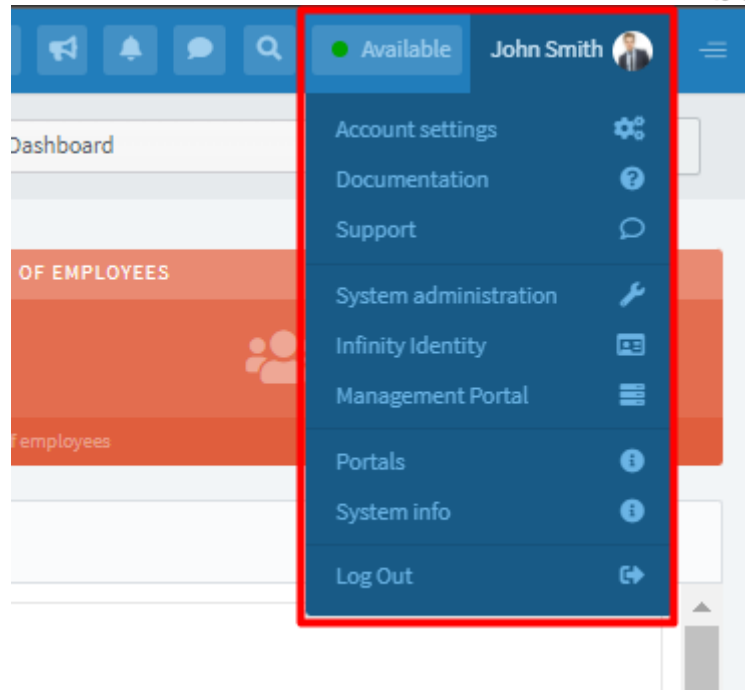 Available
John Smith
Dashboard
Account settings
Documentation
Support
OF EMPLOYEES
System administration
Infinity Identity
Management Portal
f employees
Portals
System info
Log Out